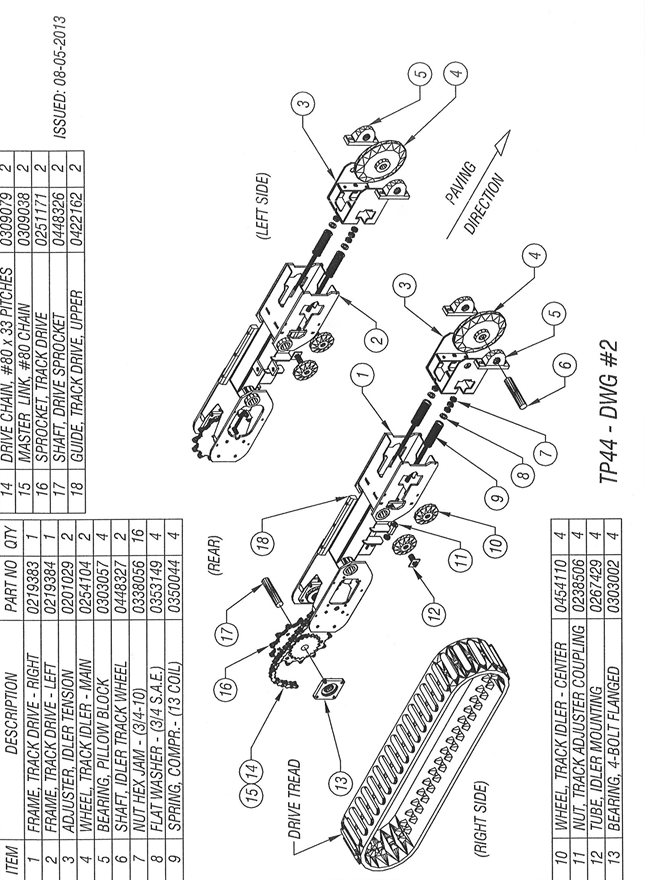 ITEM DESCRIPTION PART NO QTY
1 FRAME, TRACK DRIVE - RIGHT 0219383 1
2 FRAME, TRACK DRIVE - LEFT 0219384 1
3 ADJUSTER, IDLER TENSION 0201029 2
4 WHEEL, TRACK IDLER - MAIN 0254104 2
5 BEARING, PILLOW BLOCK 0303057 4
6 SHAFT, IDLER TRACK WHEEL 0448327 2
7 NUT HEX JAM - (3/4-10) 0338056 16
8 FLAT WASHER - (3/4 S.A.E.) 0353149 4
9 SPRING, COMPR.- (13 COIL) 0350044 4
10 WHEEL, TRACK IDLER - CENTER 0454110 4
11 NUT, TRACK ADJUSTER COUPLING 0238506 4
12 TUBE, IDLER MOUNTING 0267429 4
13 BEARING, 4-BOLT FLANGED 0303002 4
14 DRIVE CHAIN, #80 x 33 PITCHES 0309079 2
15 MASTER LINK, #80 CHAIN 0309038 2
16 SPROCKET, TRACK DRIVE 0251171 2
17 SHAFT, DRIVE SPROCKET 0448326 2
18 GUIDE, TRACK DRIVE, UPPER 0422162 2
ISSUED: 08-05-2013
(LEFT SIDE)
3
5
4
2
PAVING
DIRECTION
(REAR)
17
16
15 14
13
18
1
3
4
5
6
7
8
9
10
11
12
DRIVE TREAD
(RIGHT SIDE)
TP44 - DWG #2